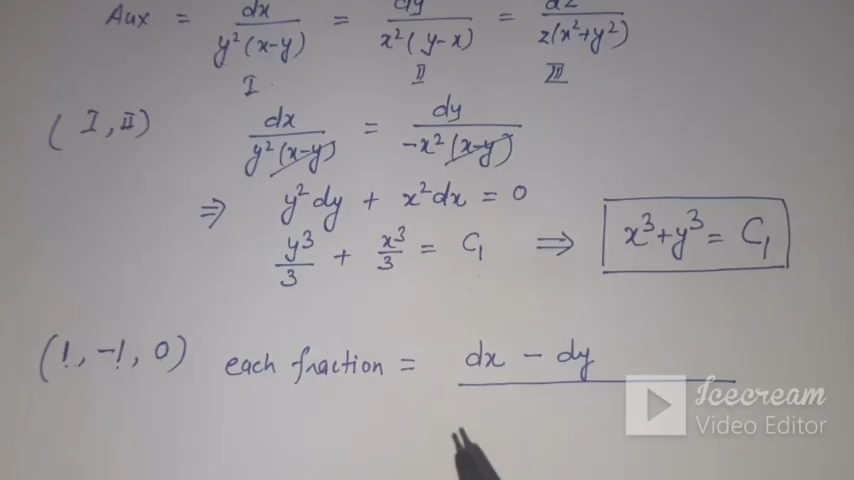 Aux = dx/y²(x-y) = dy/x²(y-x) = dz/z(x²+y²)
I II III
(I, II) dx/y²(x-y) = dy/-x²(x-y)
⇒ y²dy + x²dx = 0
y³/3 + x³/3 = C₁ ⇒ x³+y³ = C₁
(1, -1, 0) each fraction = dx - dy
Icecream
Video Editor